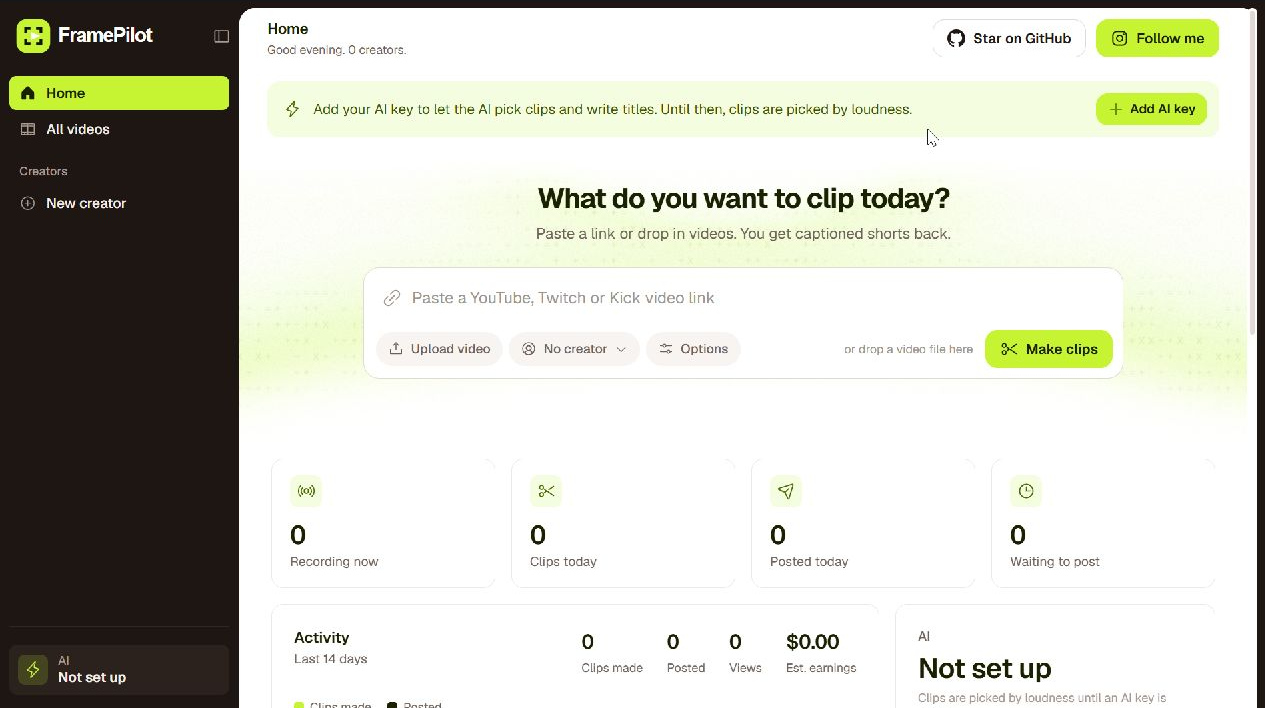 FramePilot
Home
All videos
Creators
New creator
AI
Not set up
Home
Good evening. 0 creators.
Star on GitHub
Follow me
Add your AI key to let the AI pick clips and write titles. Until then, clips are picked by loudness.
Add AI key
What do you want to clip today?
Paste a link or drop in videos. You get captioned shorts back.
Paste a YouTube, Twitch or Kick video link
Upload video
No creator
Options
or drop a video file here
Make clips
0
Recording now
0
Clips today
0
Posted today
0
Waiting to post
Activity
Last 14 days
0
Clips made
0
Posted
0
Views
$0.00
Est. earnings
Clips made
Posted
AI
Not set up
Clips are picked by loudness until an AI key is